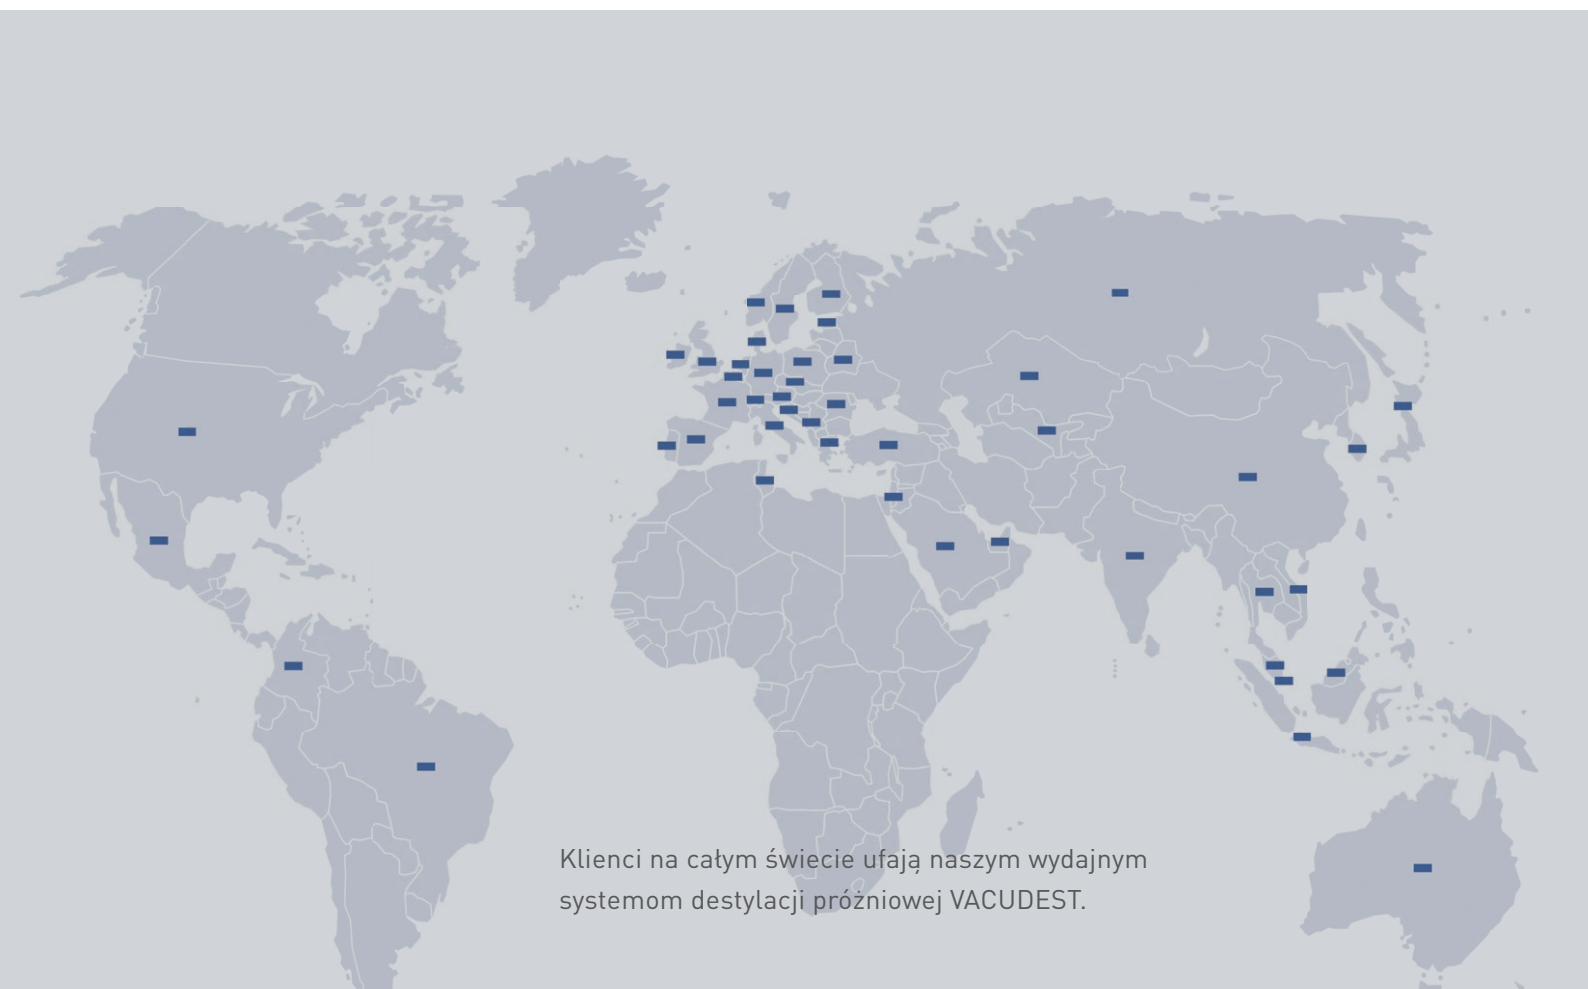 Klienci na całym świecie ufają naszym wydajnym
systemom destylacji próżniowej VACUDEST.